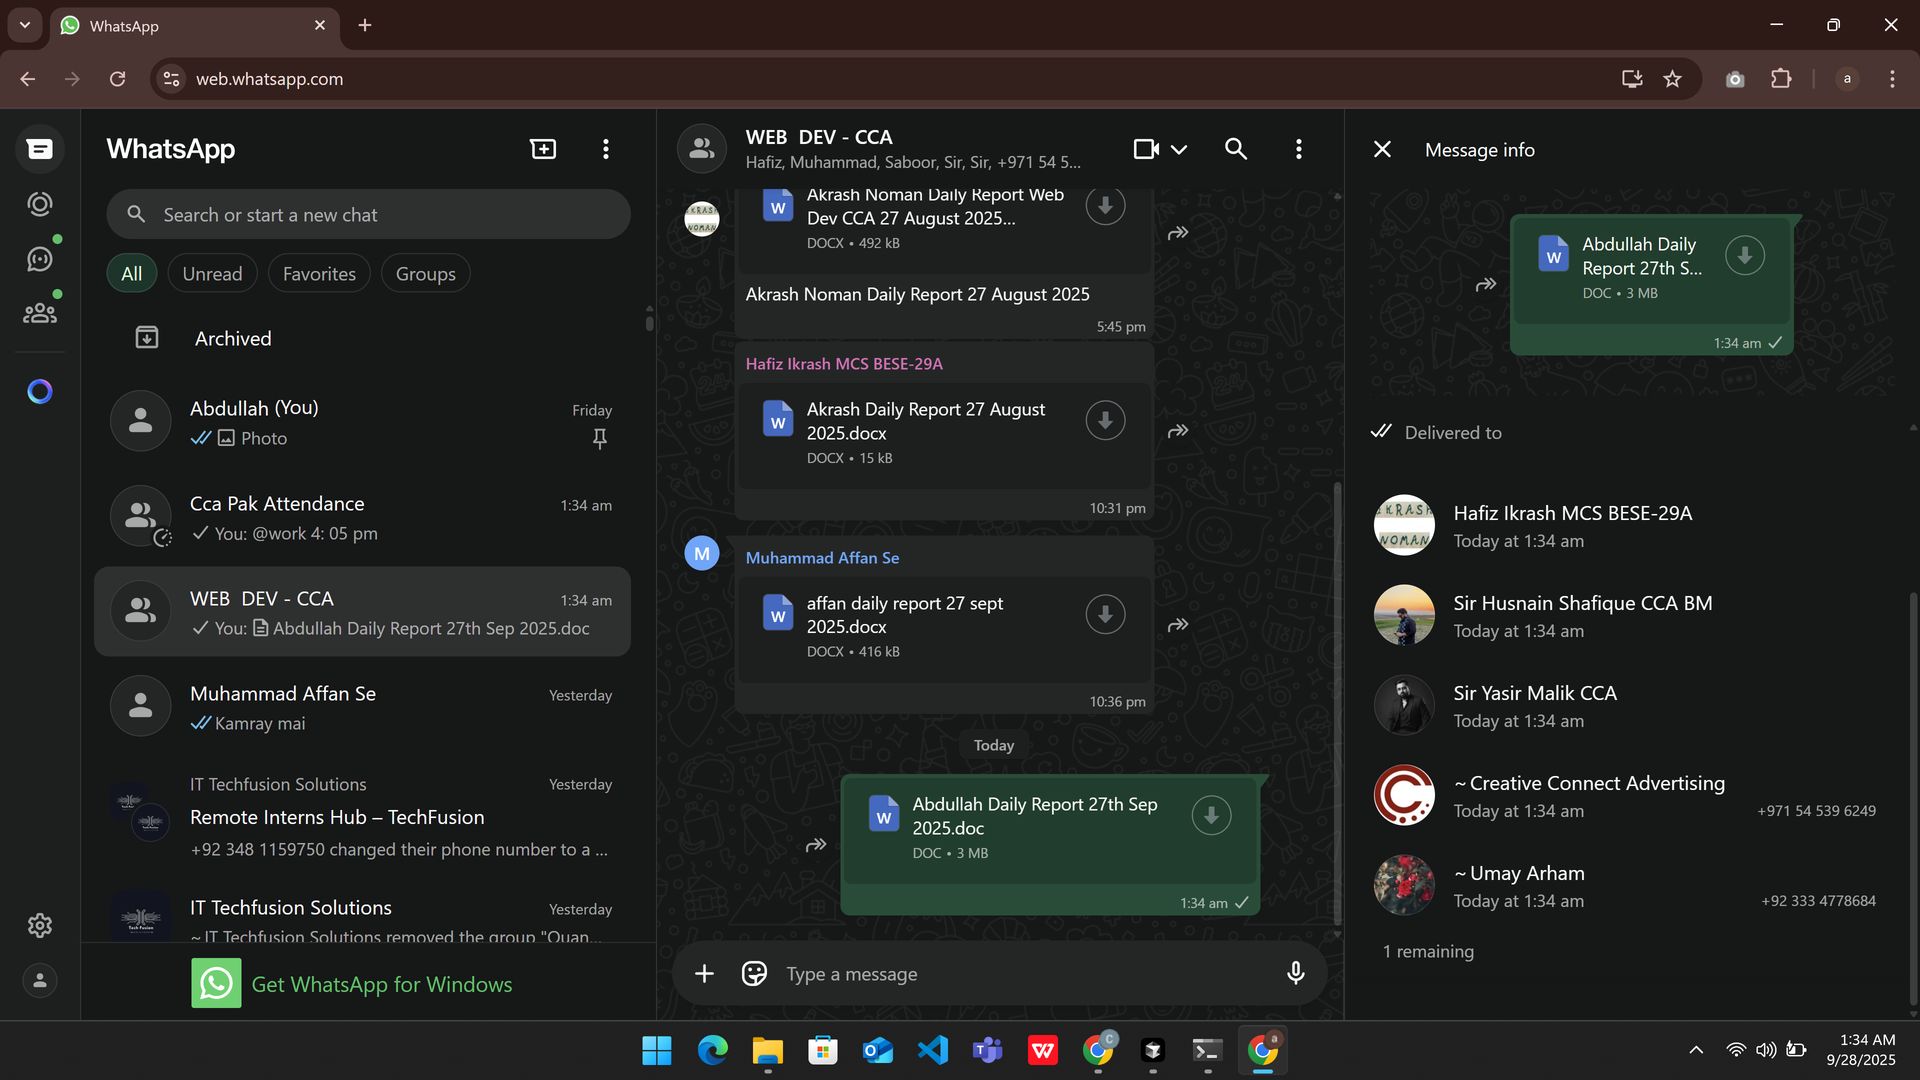 WhatsApp
web.whatsapp.com
a
WhatsApp
Search or start a new chat
All
Unread
Favorites
Groups
Archived
Abdullah (You)
Friday
Photo
Cca Pak Attendance
1:34 am
You: @work 4: 05 pm
WEB DEV - CCA
1:34 am
You: Abdullah Daily Report 27th Sep 2025.doc
Muhammad Affan Se
Yesterday
Kamray mai
IT Techfusion Solutions
Yesterday
Remote Interns Hub – TechFusion
+92 348 1159750 changed their phone number to a ...
IT Techfusion Solutions
Yesterday
~ IT Techfusion Solutions removed the group "Quan...
Get WhatsApp for Windows
WEB DEV - CCA
Hafiz, Muhammad, Saboor, Sir, Sir, +971 54 5...
Akrash Noman Daily Report Web
Dev CCA 27 August 2025...
DOCX • 492 kB
Akrash Noman Daily Report 27 August 2025
5:45 pm
Hafiz Ikrash MCS BESE-29A
W
Akrash Daily Report 27 August
2025.docx
DOCX • 15 kB
10:31 pm
M
Muhammad Affan Se
W
affan daily report 27 sept
2025.docx
DOCX • 416 kB
10:36 pm
Today
W
Abdullah Daily Report 27th Sep
2025.doc
DOC • 3 MB
1:34 am
Type a message
Message info
W
Abdullah Daily
Report 27th S...
DOC • 3 MB
1:34 am
Delivered to
Hafiz Ikrash MCS BESE-29A
Today at 1:34 am
Sir Husnain Shafique CCA BM
Today at 1:34 am
Sir Yasir Malik CCA
Today at 1:34 am
~ Creative Connect Advertising
Today at 1:34 am
+971 54 539 6249
~ Umay Arham
Today at 1:34 am
+92 333 4778684
1 remaining
1:34 AM
9/28/2025